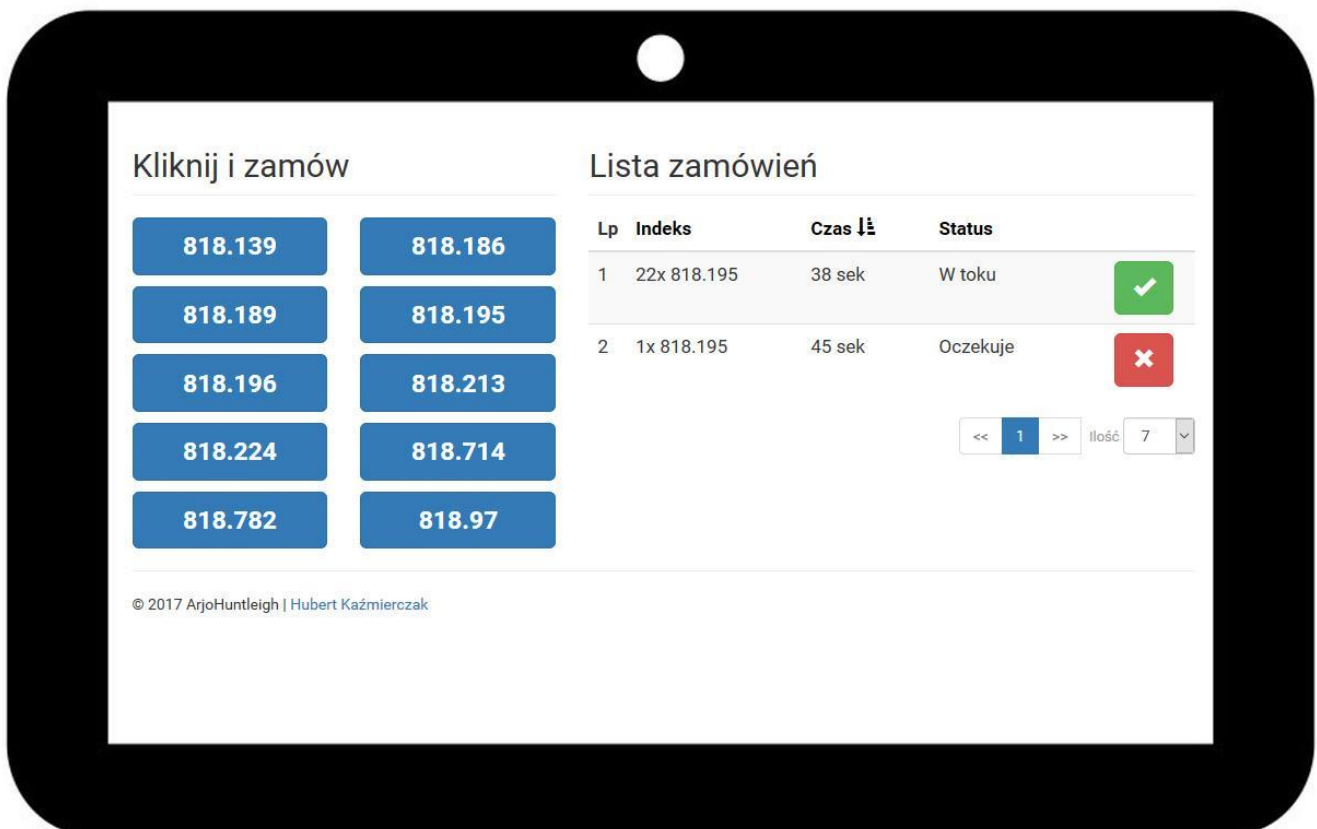 Kliknij i zamów
818.139 818.186
818.189 818.195
818.196 818.213
818.224 818.714
818.782 818.97
Lista zamówień
Lp Indeks Czas Status
1 22x 818.195 38 sek W toku
2 1x 818.195 45 sek Oczekuje
<< 1 >> Ilość 7
© 2017 ArjoHuntleigh | Hubert Kaźmierczak